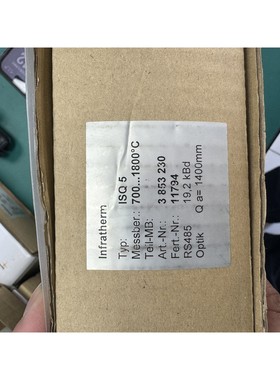 Infratherm
Typ: ISQ 5
Messber.: 700...1800°C
Teil-MB:
Art.-Nr.: 3 853 230
Fert.-Nr.: 11794
RS485 19,2 kBd
Optik Q a= 1400mm